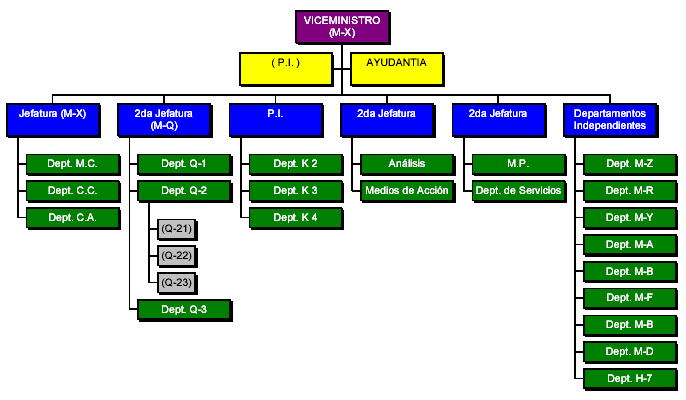 VICEMINISTRO
(M-X)
( P.I. )
AYUDANTIA
Jefatura (M-X)
2da Jefatura
(M-Q)
P.I.
2da Jefatura
2da Jefatura
Departamentos
Independientes
Dept. M.C.
Dept. C.C.
Dept. C.A.
Dept. Q-1
Dept. Q-2
(Q-21)
(Q-22)
(Q-23)
Dept. Q-3
Dept. K 2
Dept. K 3
Dept. K 4
Análisis
Medios de Acción
M.P.
Dept. de Servicios
Dept. M-Z
Dept. M-R
Dept. M-Y
Dept. M-A
Dept. M-B
Dept. M-F
Dept. M-B
Dept. M-D
Dept. H-7